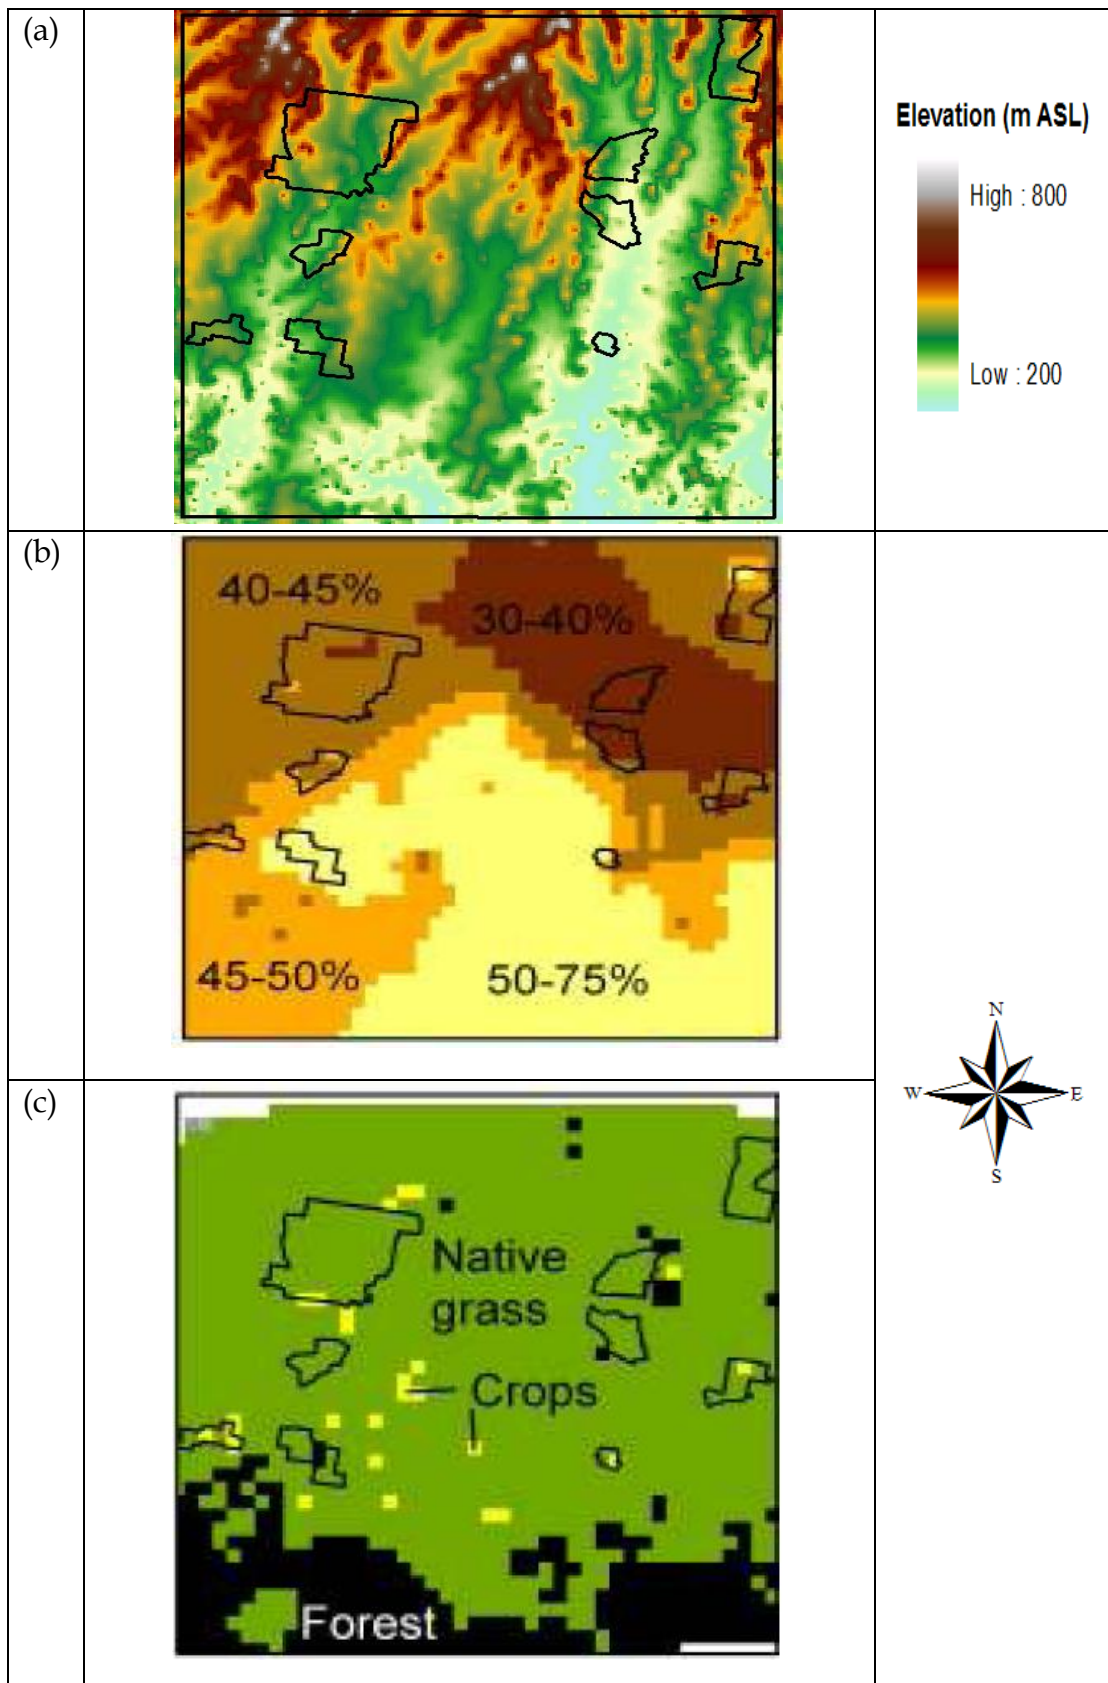 (a)
Elevation (m ASL)
High : 800
Low : 200
(b)
40-45%
30-40%
45-50%
50-75%
N
W
E
S
(c)
Native
grass
Crops
Forest